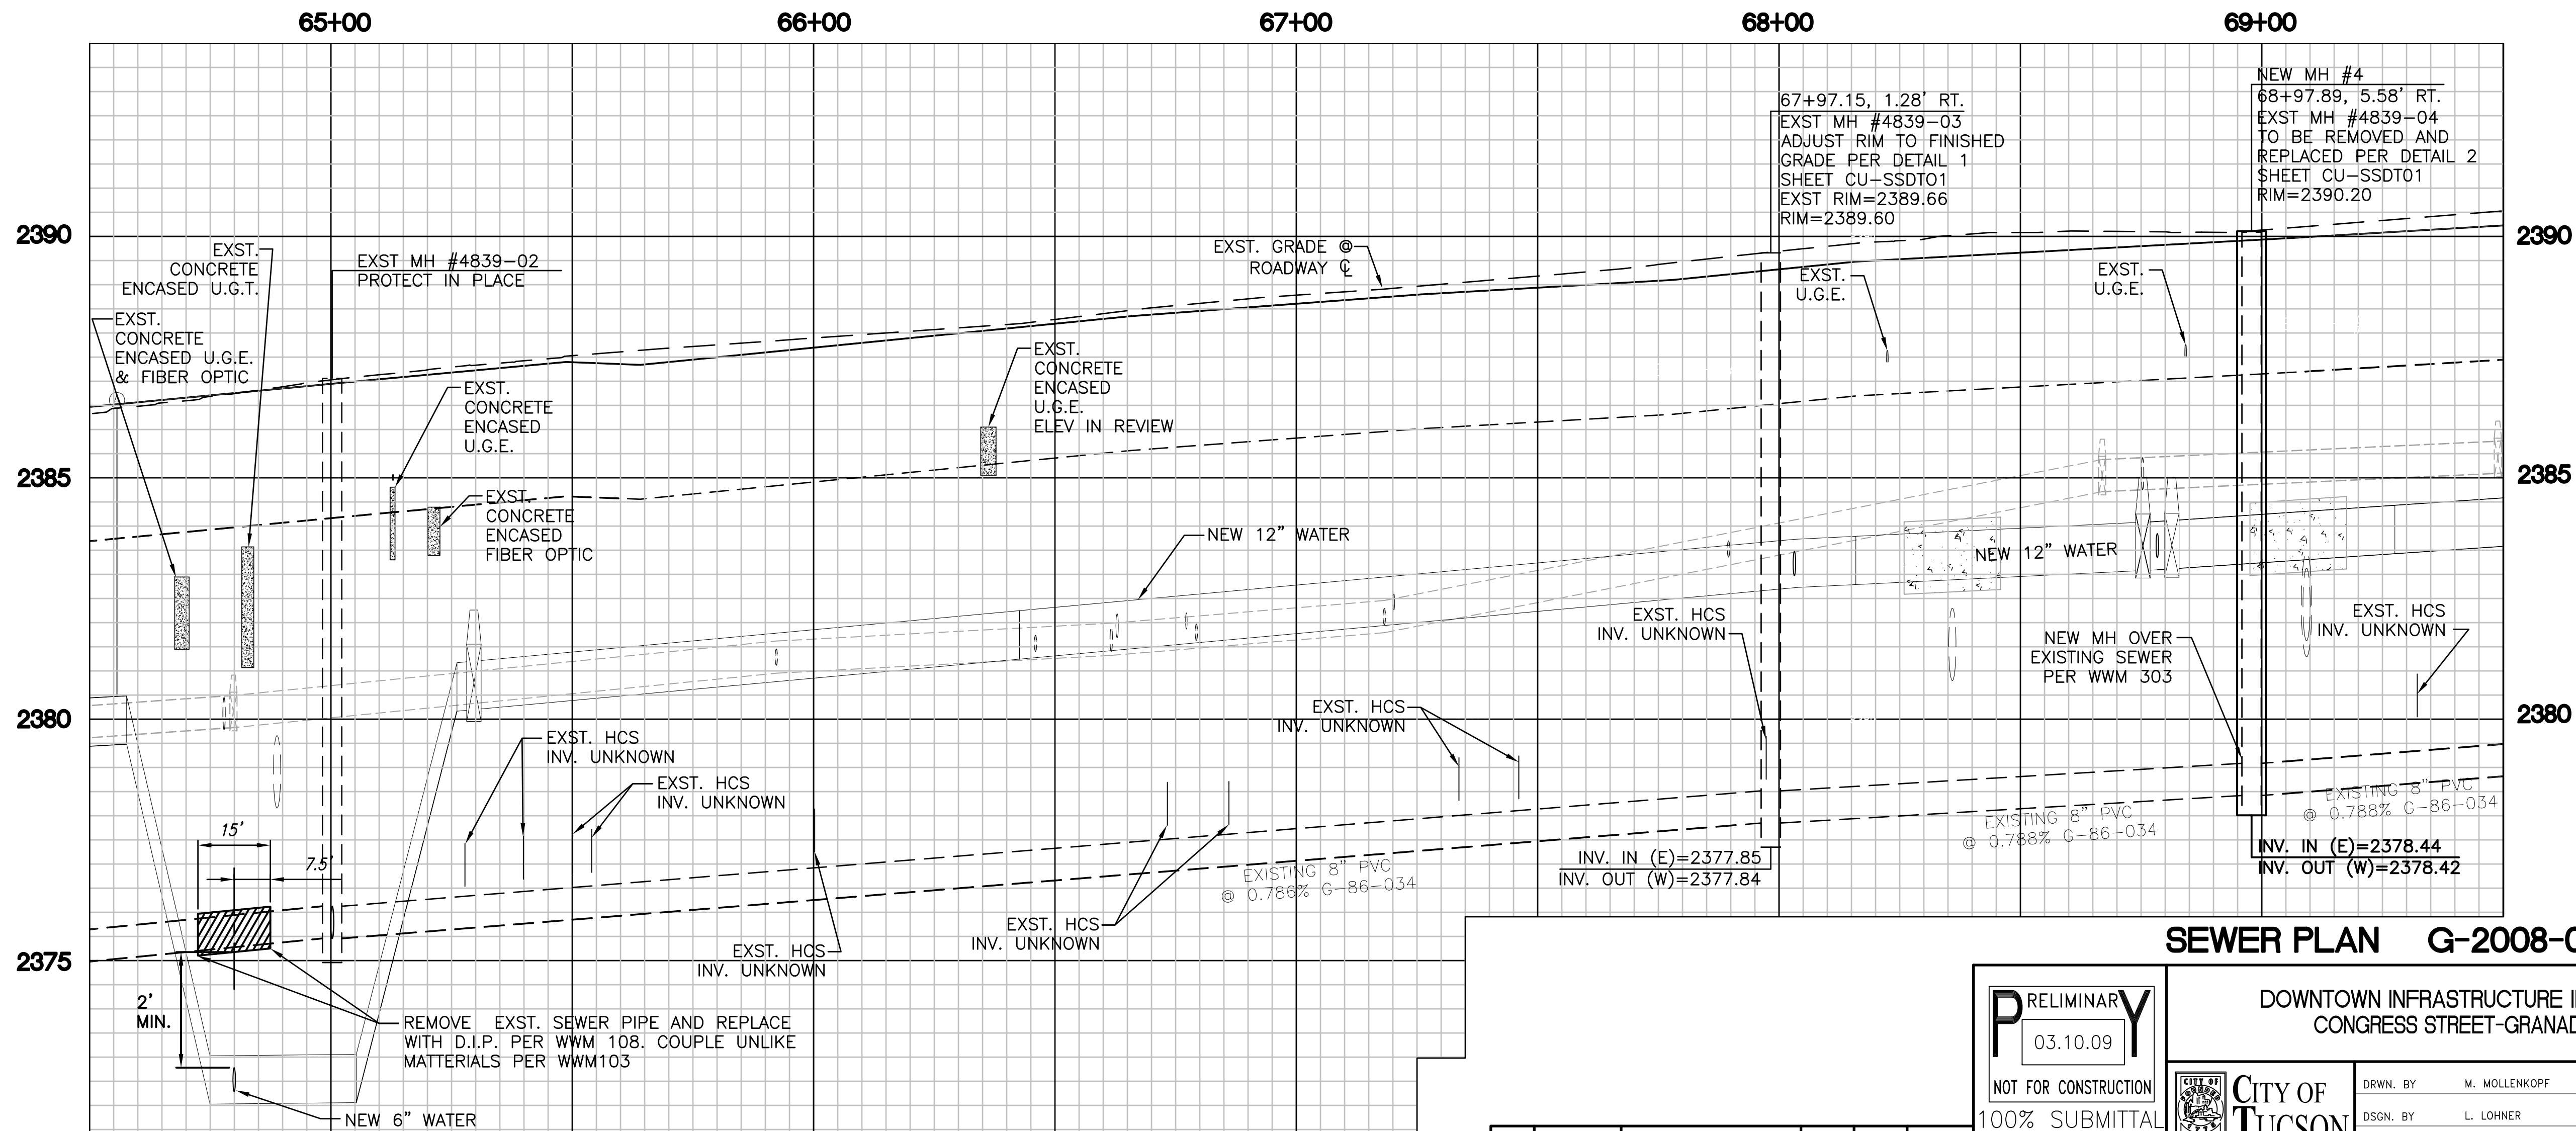 65+00 66+00 67+00 68+00 69+00
NEW MH #4
68+97.89, 5.58' RT.
EXST MH #4839-04
TO BE REMOVED AND
REPLACED PER DETAIL 2
SHEET CU-SSDT01
RIM=2390.20
67+97.15, 1.28' RT.
EXST MH #4839-03
ADJUST RIM TO FINISHED
GRADE PER DETAIL 1
SHEET CU-SSDT01
EXST RIM=2389.66
RIM=2389.60
2390
2390
EXST.
CONCRETE
ENCASED U.G.T.
EXST MH #4839-02
PROTECT IN PLACE
EXST. GRADE @
ROADWAY ℄
EXST.
U.G.E.
EXST.
U.G.E.
EXST.
CONCRETE
ENCASED U.G.E.
& FIBER OPTIC
EXST.
CONCRETE
ENCASED
U.G.E.
EXST.
CONCRETE
ENCASED
U.G.E.
ELEV IN REVIEW
2385
2385
EXST.
CONCRETE
ENCASED
FIBER OPTIC
NEW 12" WATER
NEW 12" WATER
EXST. HCS
INV. UNKNOWN
NEW MH OVER
EXISTING SEWER
PER WWM 303
EXST. HCS
INV. UNKNOWN
2380
2380
EXST. HCS
INV. UNKNOWN
EXST. HCS
INV. UNKNOWN
EXST. HCS
INV. UNKNOWN
15'
7.5'
EXISTING 8" PVC
@ 0.786% G-86-034
INV. IN (E)=2377.85
INV. OUT (W)=2377.84
EXISTING 8" PVC
@ 0.788% G-86-034
EXISTING 8" PVC
@ 0.788% G-86-034
INV. IN (E)=2378.44
INV. OUT (W)=2378.42
EXST. HCS
INV. UNKNOWN
EXST. HCS
INV. UNKNOWN
2375
2'
MIN.
REMOVE EXST. SEWER PIPE AND REPLACE
WITH D.I.P. PER WWM 108. COUPLE UNLIKE
MATTERIALS PER WWM103
NEW 6" WATER
SEWER PLAN G-2008-0
PRELIMINARY
03.10.09
NOT FOR CONSTRUCTION
100% SUBMITTAL
DOWNTOWN INFRASTRUCTURE I
CONGRESS STREET-GRANAD
CITY OF
CITY OF
TUCSON
DRWN. BY M. MOLLENKOPF
DSGN. BY L. LOHNER